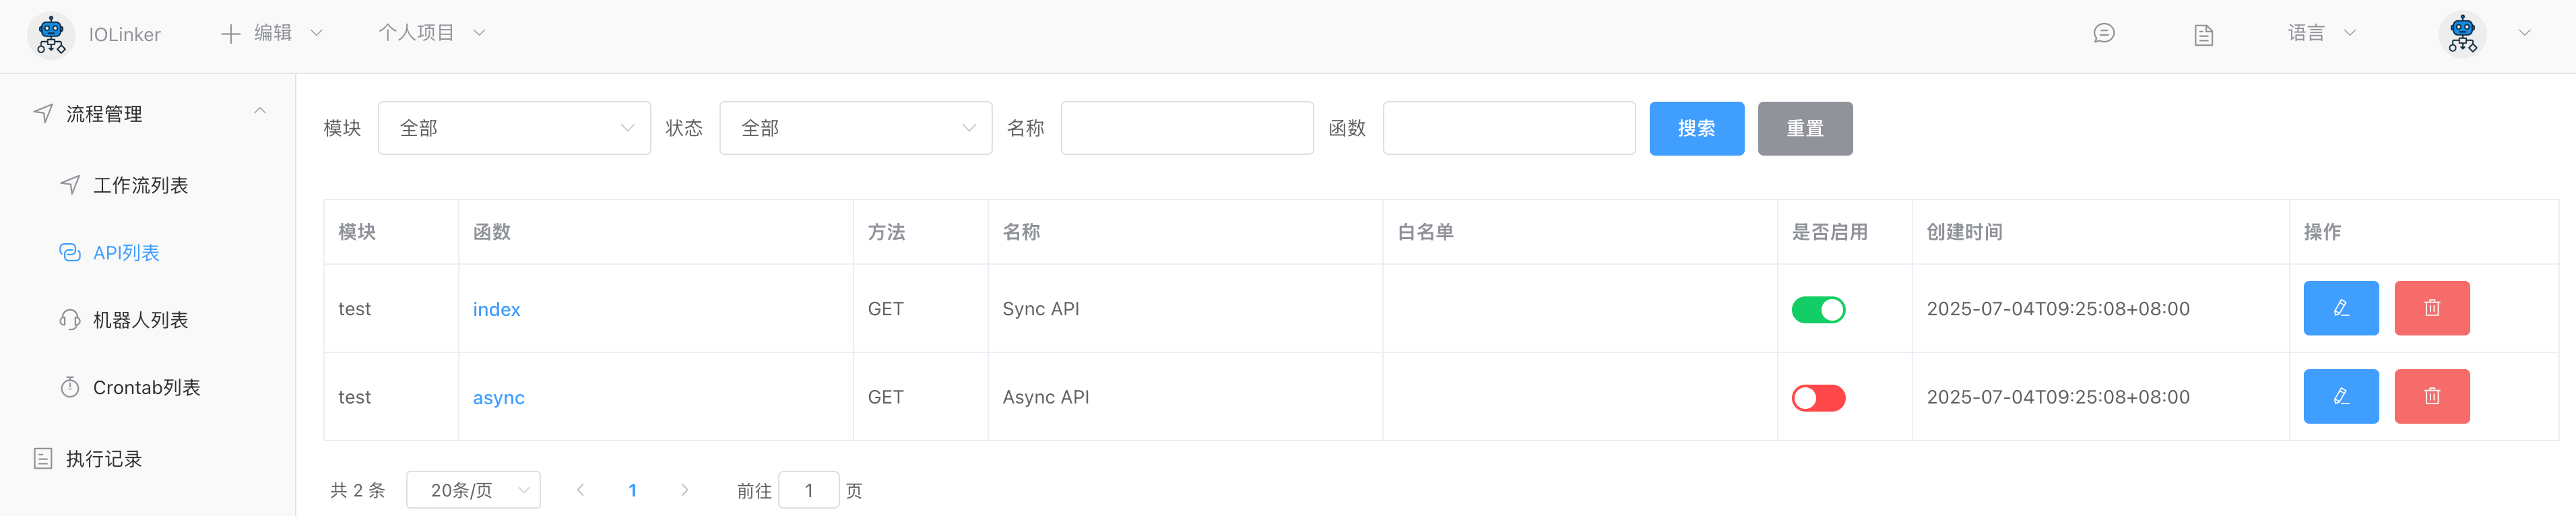 IOLinker 编辑 个人项目 语言
流程管理
工作流列表
API列表
机器人列表
Crontab列表
执行记录
模块 全部 状态 全部 名称 函数 搜索 重置
模块 函数 方法 名称 白名单 是否启用 创建时间 操作
test index GET Sync API 2025-07-04T09:25:08+08:00
test async GET Async API 2025-07-04T09:25:08+08:00
共 2 条 20条/页 1 前往 1 页